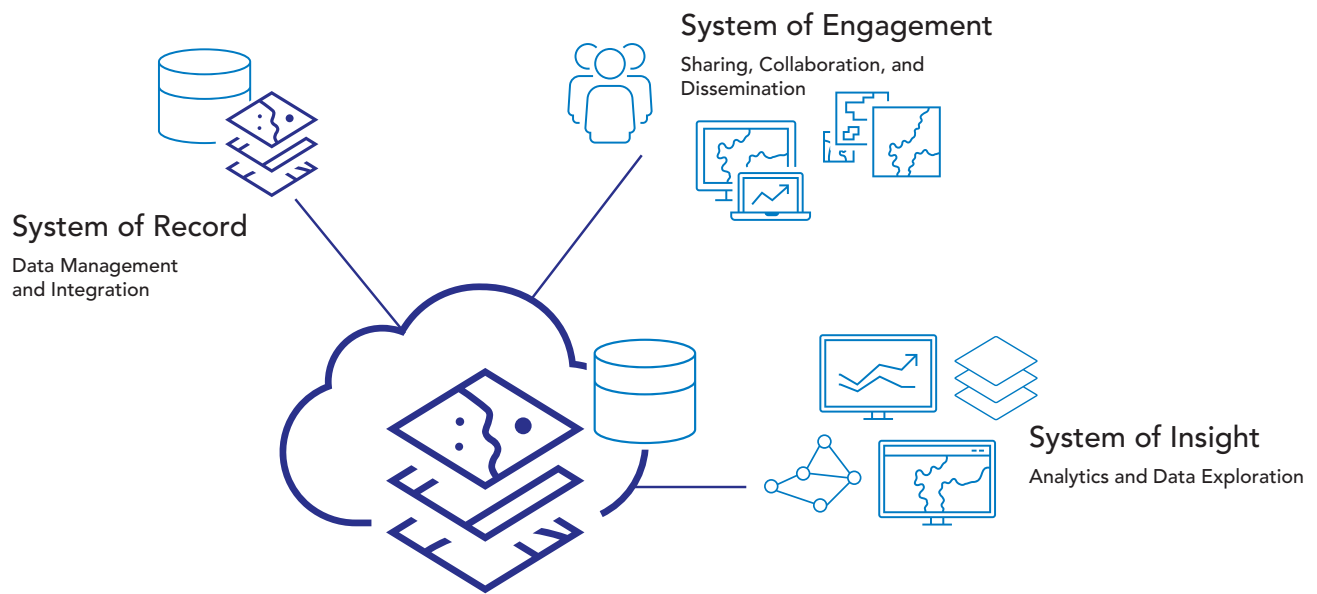 System of Engagement
Sharing, Collaboration, and
Dissemination
System of Record
Data Management
and Integration
System of Insight
Analytics and Data Exploration